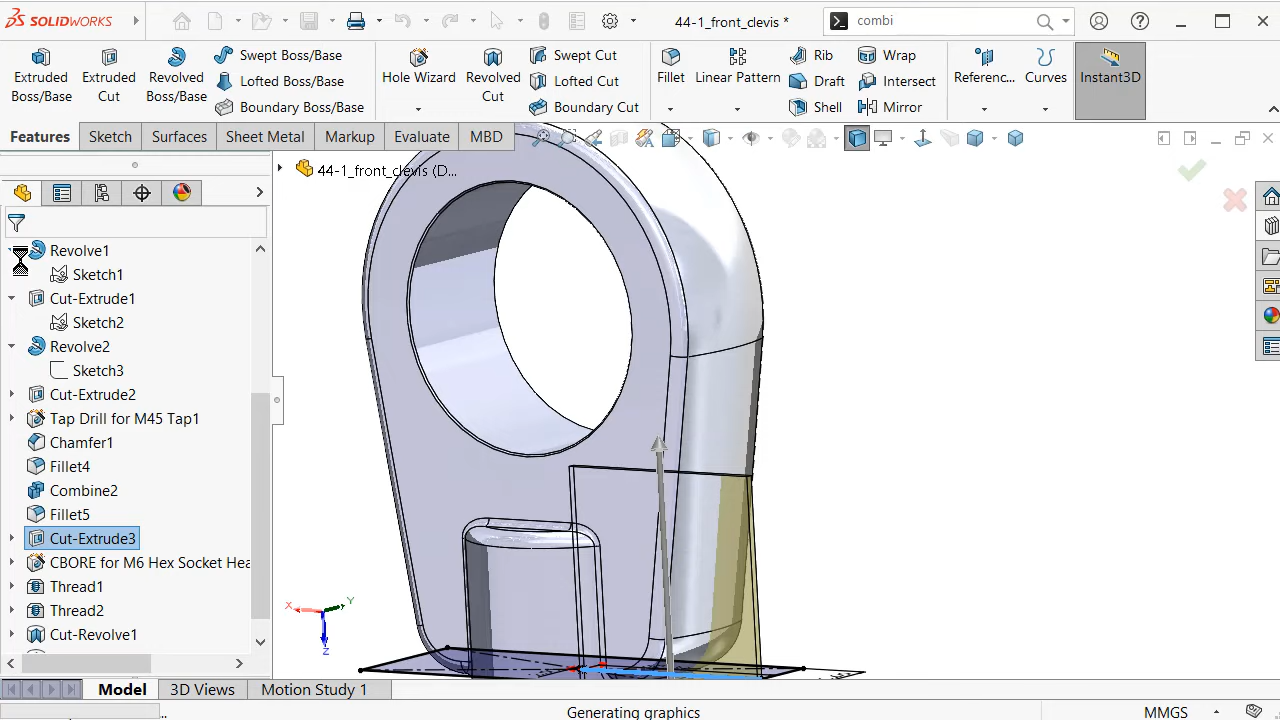 SOLIDWORKS
44-1_front_clevis *
combi
Extruded Boss/Base
Extruded Cut
Revolved Boss/Base
Swept Boss/Base
Lofted Boss/Base
Boundary Boss/Base
Hole Wizard
Revolved Cut
Swept Cut
Lofted Cut
Boundary Cut
Fillet
Linear Pattern
Rib
Draft
Shell
Wrap
Intersect
Mirror
Referenc...
Curves
Instant3D
Features
Sketch
Surfaces
Sheet Metal
Markup
Evaluate
MBD
44-1_front_clevis (D...
Revolve1
Sketch1
Cut-Extrude1
Sketch2
Revolve2
Sketch3
Cut-Extrude2
Tap Drill for M45 Tap1
Chamfer1
Fillet4
Combine2
Fillet5
Cut-Extrude3
CBORE for M6 Hex Socket Hea
Thread1
Thread2
Cut-Revolve1
X
Y
Z
Model
3D Views
Motion Study 1
..
Generating graphics
MMGS